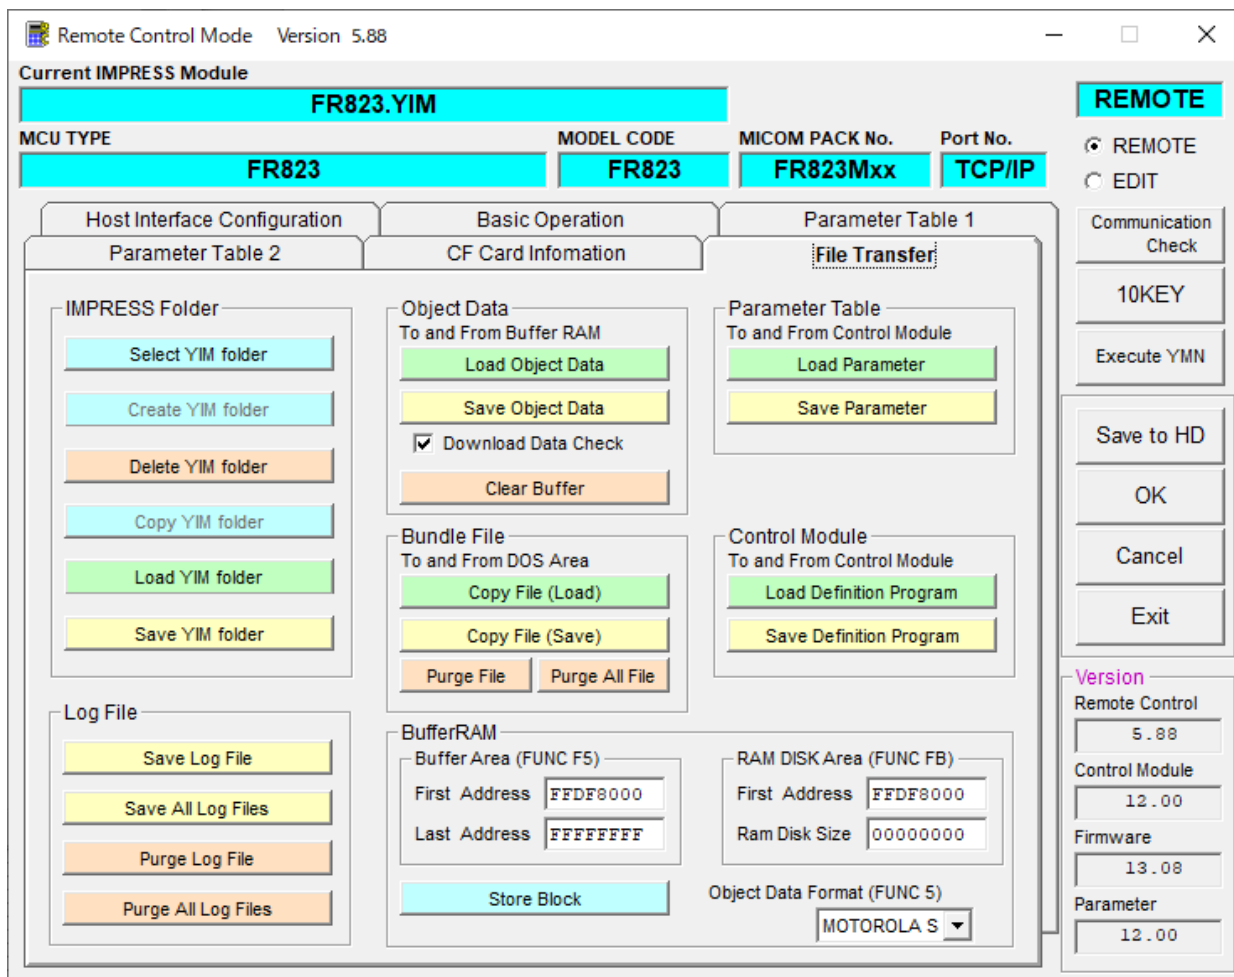 Remote Control Mode Version 5.88
Current IMPRESS Module
FR823.YIM
MCU TYPE
FR823
MODEL CODE
FR823
MICOM PACK No.
FR823Mxx
Port No.
TCP/IP
REMOTE
REMOTE
EDIT
Communication
Check
10KEY
Execute YMN
Save to HD
OK
Cancel
Exit
Host Interface Configuration
Basic Operation
Parameter Table 1
Parameter Table 2
CF Card Infomation
File Transfer
IMPRESS Folder
Select YIM folder
Create YIM folder
Delete YIM folder
Copy YIM folder
Load YIM folder
Save YIM folder
Log File
Save Log File
Save All Log Files
Purge Log File
Purge All Log Files
Object Data
To and From Buffer RAM
Load Object Data
Save Object Data
Download Data Check
Clear Buffer
Bundle File
To and From DOS Area
Copy File (Load)
Copy File (Save)
Purge File
Purge All File
Parameter Table
To and From Control Module
Load Parameter
Save Parameter
Control Module
To and From Control Module
Load Definition Program
Save Definition Program
BufferRAM
Buffer Area (FUNC F5)
First Address FFDF8000
Last Address FFFFFFFF
RAM DISK Area (FUNC FB)
First Address FFDF8000
Ram Disk Size 00000000
Store Block
Object Data Format (FUNC 5)
MOTOROLA S
Version
Remote Control
5.88
Control Module
12.00
Firmware
13.08
Parameter
12.00